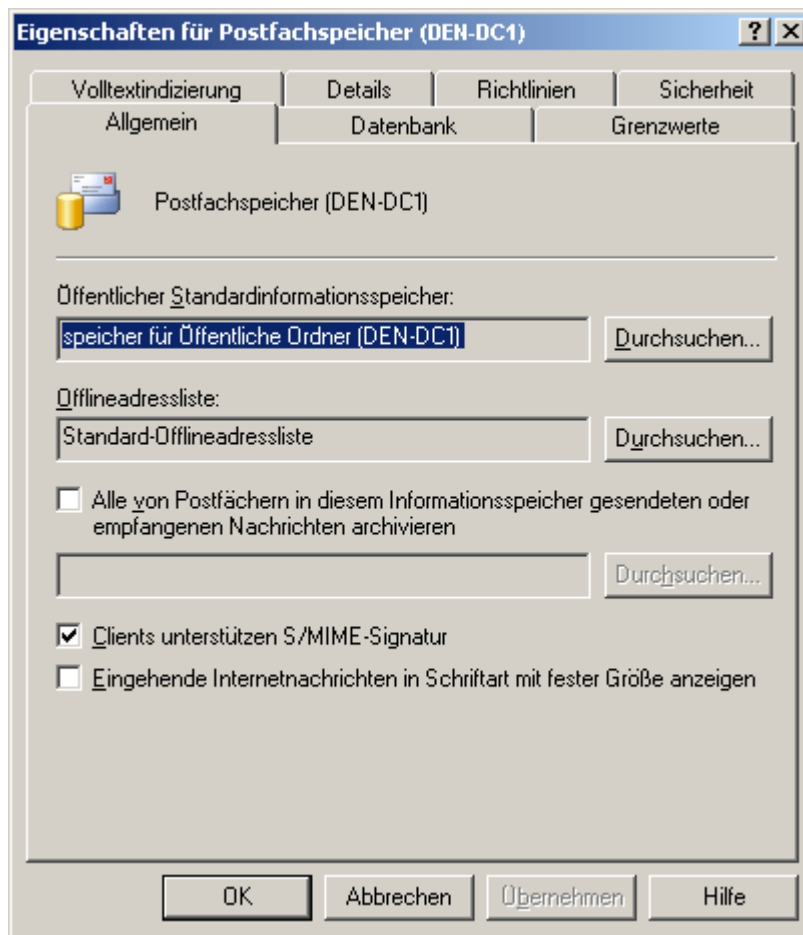 Eigenschaften für Postfachspeicher (DEN-DC1)
Volltextindizierung
Details
Richtlinien
Sicherheit
Allgemein
Datenbank
Grenzwerte
Postfachspeicher (DEN-DC1)
Öffentlicher Standardinformationsspeicher:
speicher für Öffentliche Ordner (DEN-DC1)
Durchsuchen...
Offlineadressliste:
Standard-Offlineadressliste
Durchsuchen...
Alle von Postfächern in diesem Informationsspeicher gesendeten oder
empfangenen Nachrichten archivieren
Durchsuchen...
Clients unterstützen S/MIME-Signatur
Eingehende Internetnachrichten in Schriftart mit fester Größe anzeigen
OK
Abbrechen
Übernehmen
Hilfe